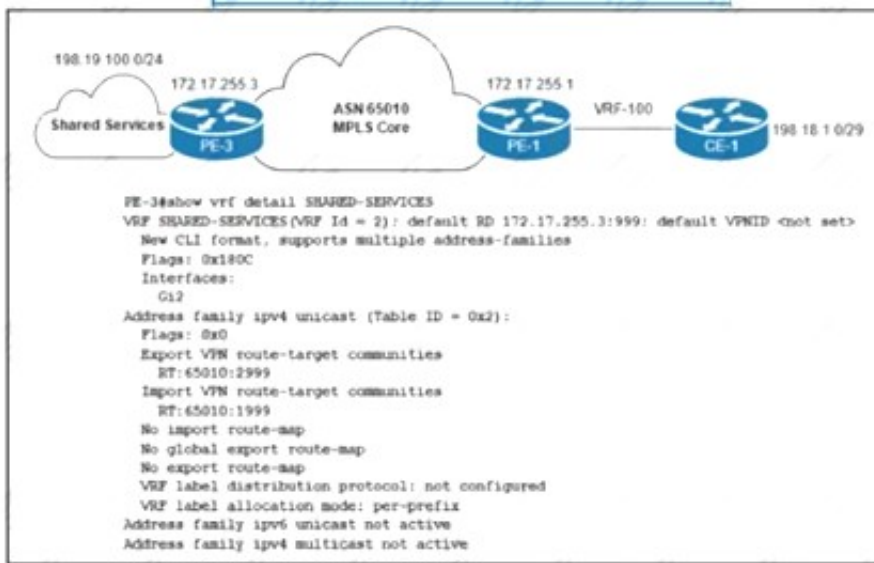 198.19.100 0/24
172.17.255.3
172.17.255 1
ASN 65010
MPLS Core
VRF-100
Shared Services
PE-3
PE-1
CE-1
198 18.1 0/29
PE-3#show vrf detail SHARED-SERVICES
VRF SHARED-SERVICES(VRF Id = 2); default RD 172.17.255.3:999; default VPNID <not set>
New CLI format, supports multiple address-families
Flags: 0x180C
Interfaces:
Gi2
Address family ipv4 unicast (Table ID = 0x2):
Flags: 0x0
Export VPN route-target communities
RT:65010:2999
Import VPN route-target communities
RT:65010:1999
No import route-map
No global export route-map
No export route-map
VRF label distribution protocol: not configured
VRF label allocation mode: per-prefix
Address family ipv6 unicast not active
Address family ipv4 multicast not active